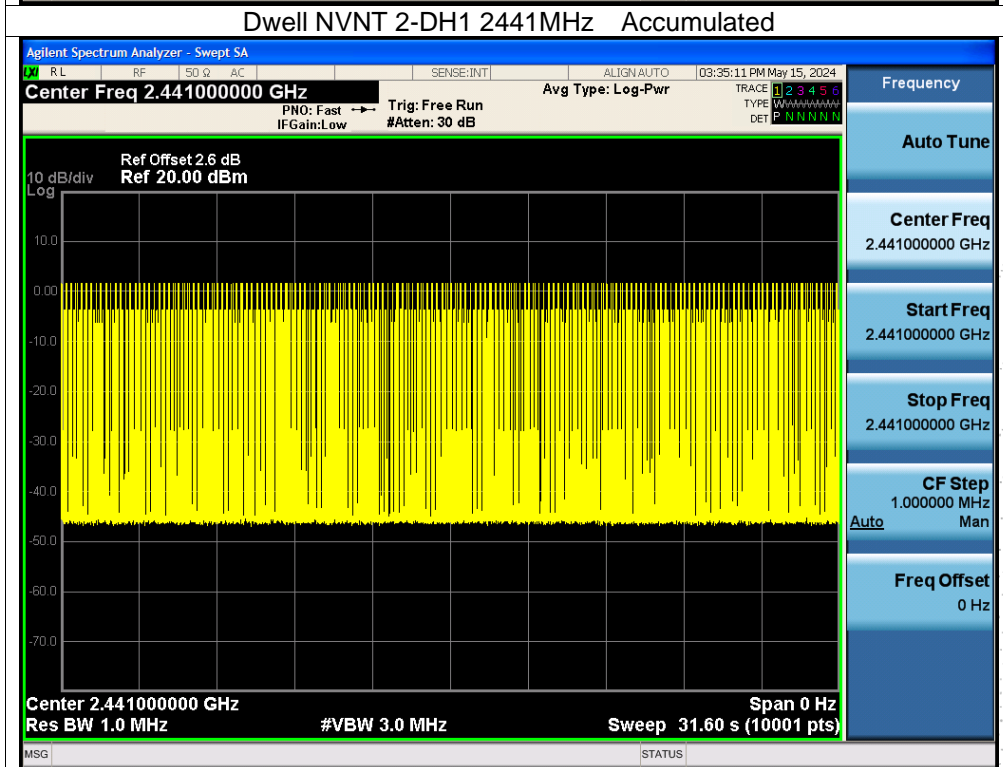 Dwell NVNT 2-DH1 2441MHz Accumulated
Agilent Spectrum Analyzer - Swept SA
LXI RL RF 50 Ω AC SENSE:INT ALIGN AUTO 03:35:11 PM May 15, 2024
Center Freq 2.441000000 GHz
PNO: Fast
IFGain:Low
Trig: Free Run
#Atten: 30 dB
Avg Type: Log-Pwr
TRACE 1 2 3 4 5 6
TYPE WWWWWW
DET P N N N N N
Ref Offset 2.6 dB
10 dB/div Ref 20.00 dBm
Log
10.0
0.00
-10.0
-20.0
-30.0
-40.0
-50.0
-60.0
-70.0
Center 2.441000000 GHz Span 0 Hz
Res BW 1.0 MHz #VBW 3.0 MHz Sweep 31.60 s (10001 pts)
MSG STATUS
Frequency
Auto Tune
Center Freq
2.441000000 GHz
Start Freq
2.441000000 GHz
Stop Freq
2.441000000 GHz
CF Step
1.000000 MHz
Auto Man
Freq Offset
0 Hz